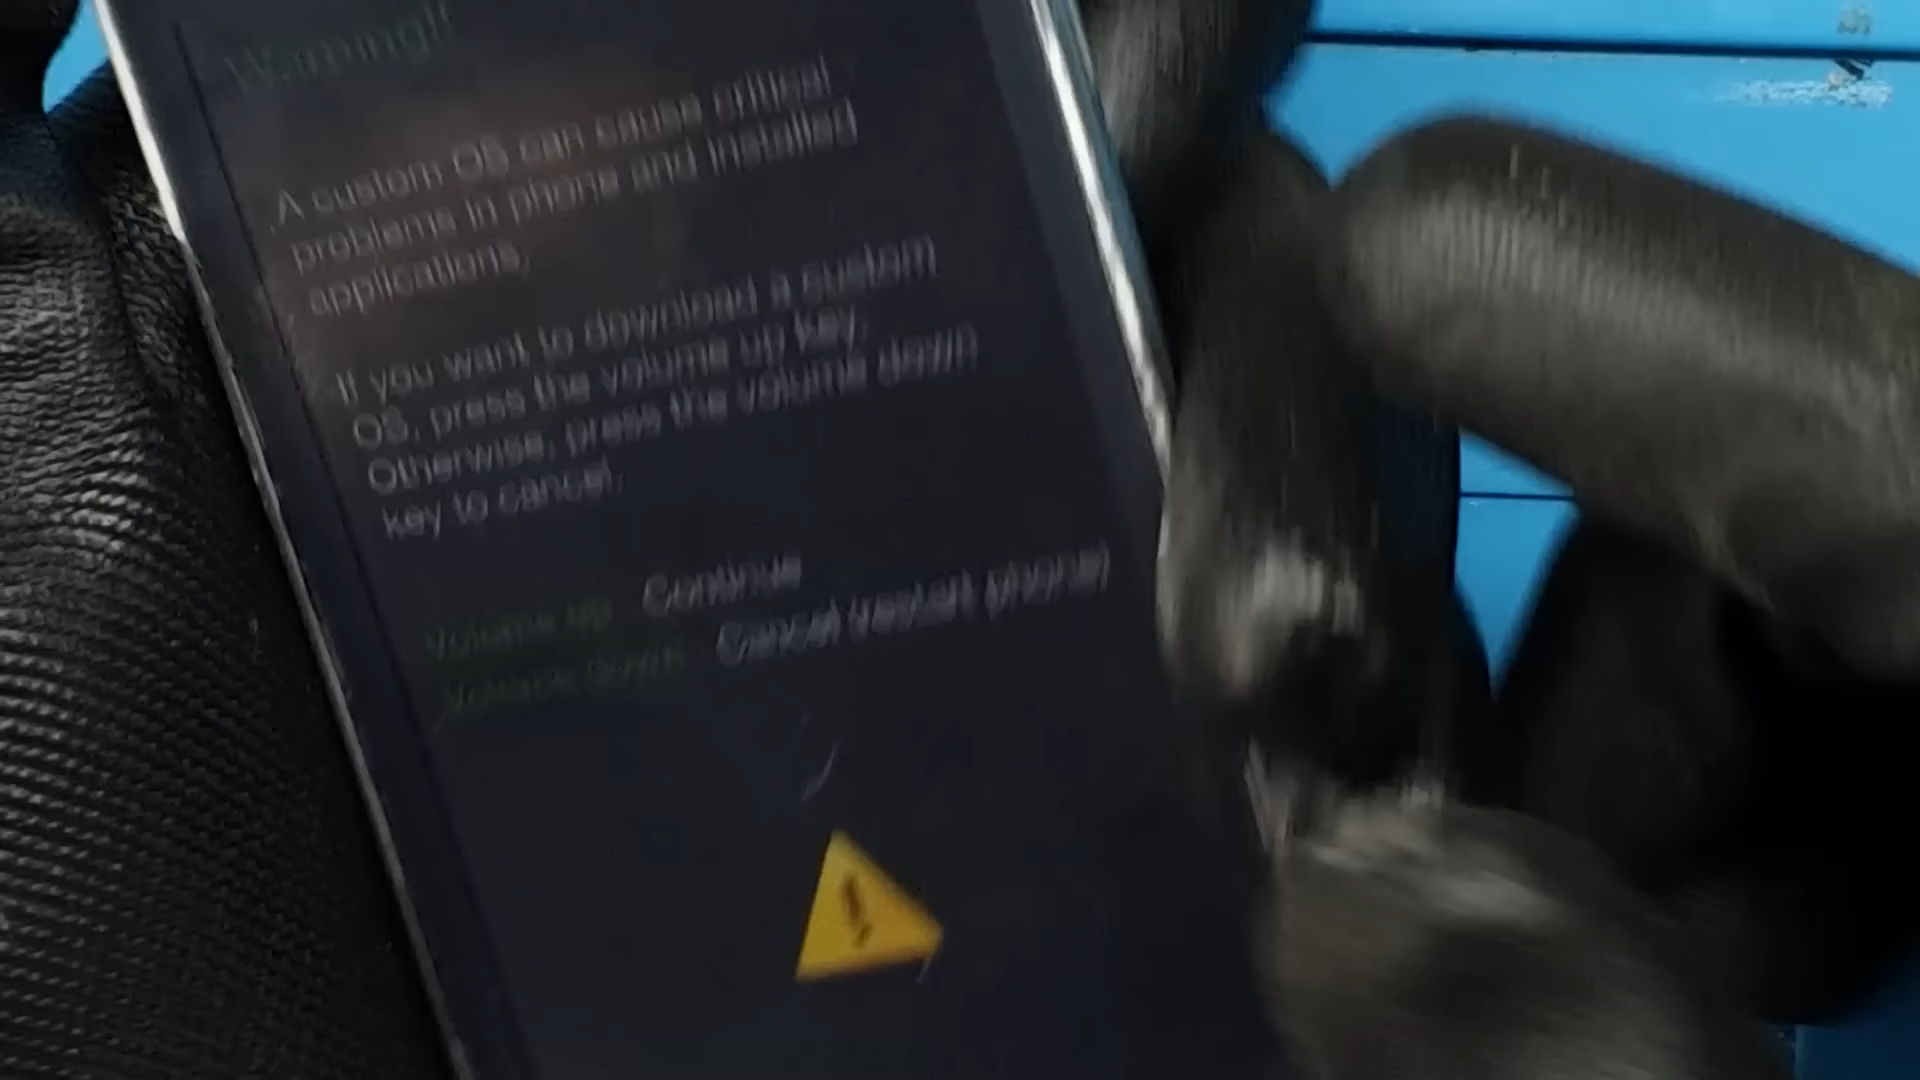 Warning!!
A custom OS can cause critical
problems in phone and installed
applications.
If you want to download a custom
OS, press the volume up key.
Otherwise, press the volume down
key to cancel.
Volume up: Continue
Volume down: Cancel (restart phone)